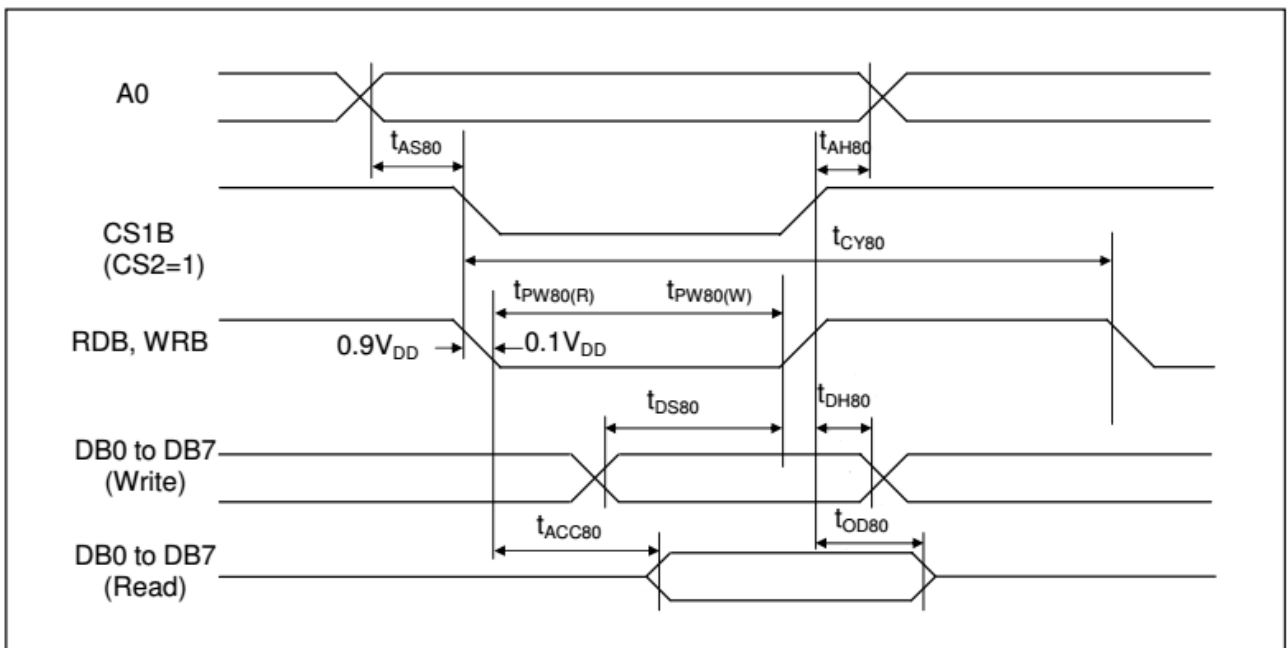 A0
tAS80
tAH80
CS1B
(CS2=1)
tCY80
tPW80(R)
tPW80(W)
RDB, WRB
0.9VDD
0.1VDD
tDS80
tDH80
DB0 to DB7
(Write)
tACC80
tOD80
DB0 to DB7
(Read)